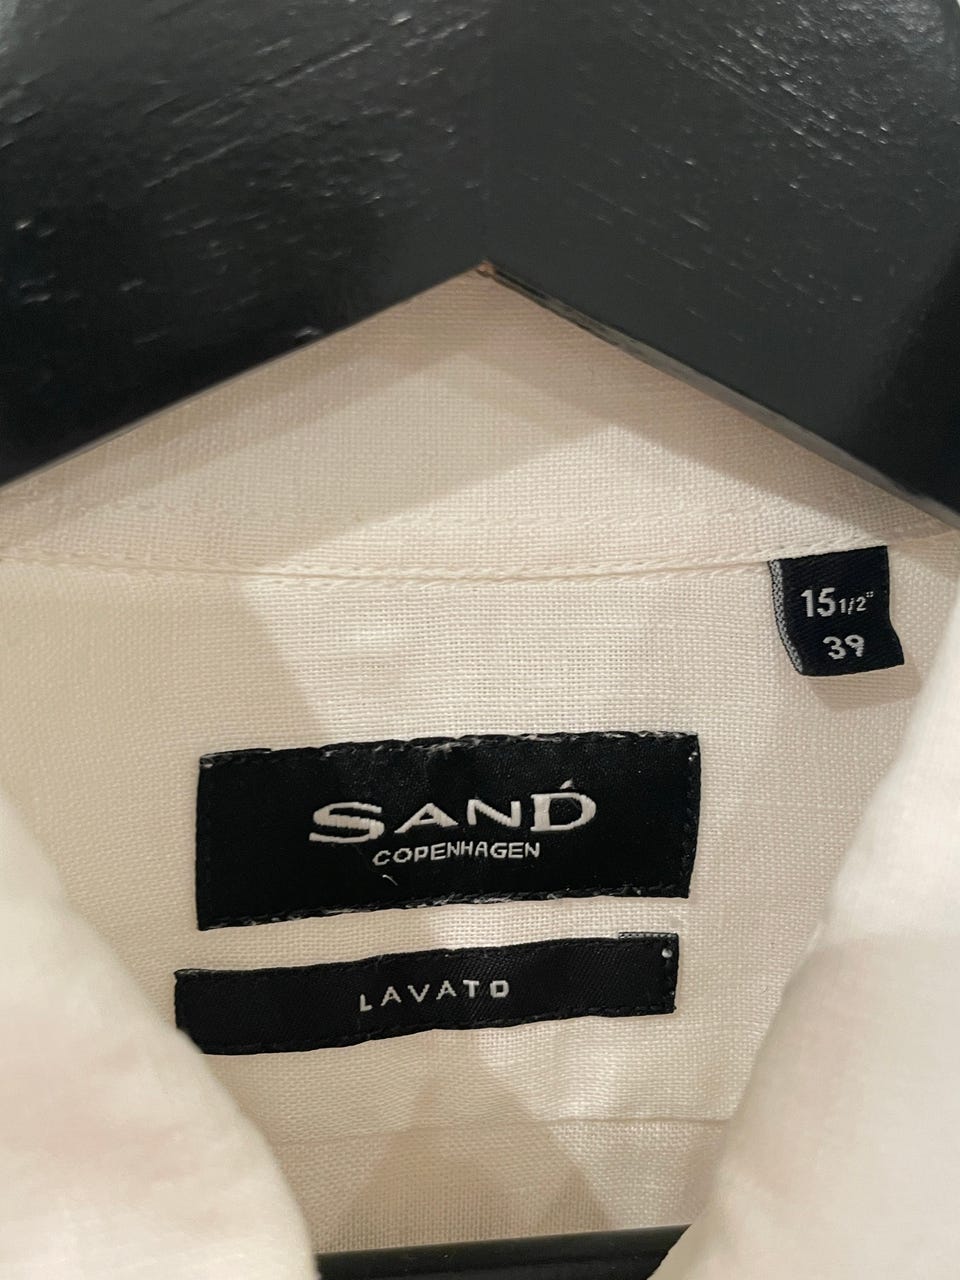 15 1/2"
39
SAND
COPENHAGEN
LAVATO